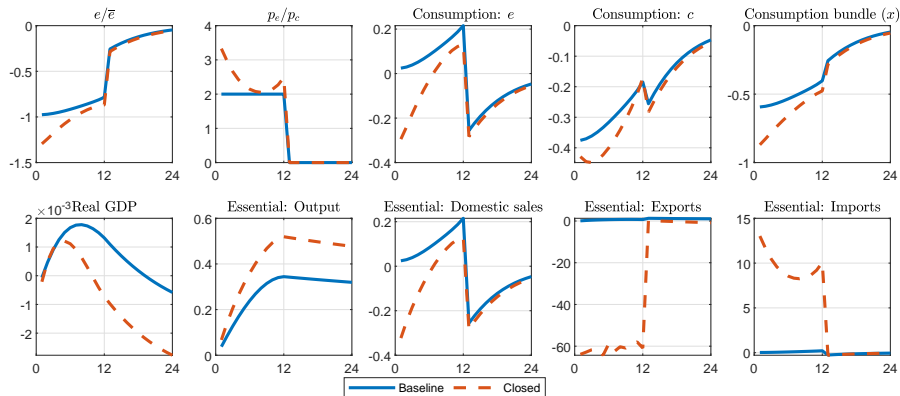 e/e̅
p_e/p_c
Consumption: e
Consumption: c
Consumption bundle (x)
0
-0.5
-1
-1.5
0 12 24
4
3
2
1
0
0 12 24
0.2
0
-0.2
-0.4
0 12 24
-0
-0.1
-0.2
-0.3
-0.4
0 12 24
0
-0.5
-1
0 12 24
×10⁻³Real GDP
Essential: Output
Essential: Domestic sales
Essential: Exports
Essential: Imports
1
0
-1
-2
0 12 24
0.6
0.4
0.2
0
0 12 24
0.2
0
-0.2
-0.4
0 12 24
0
-20
-40
-60
0 12 24
15
10
5
0
0 12 24
Baseline
Closed